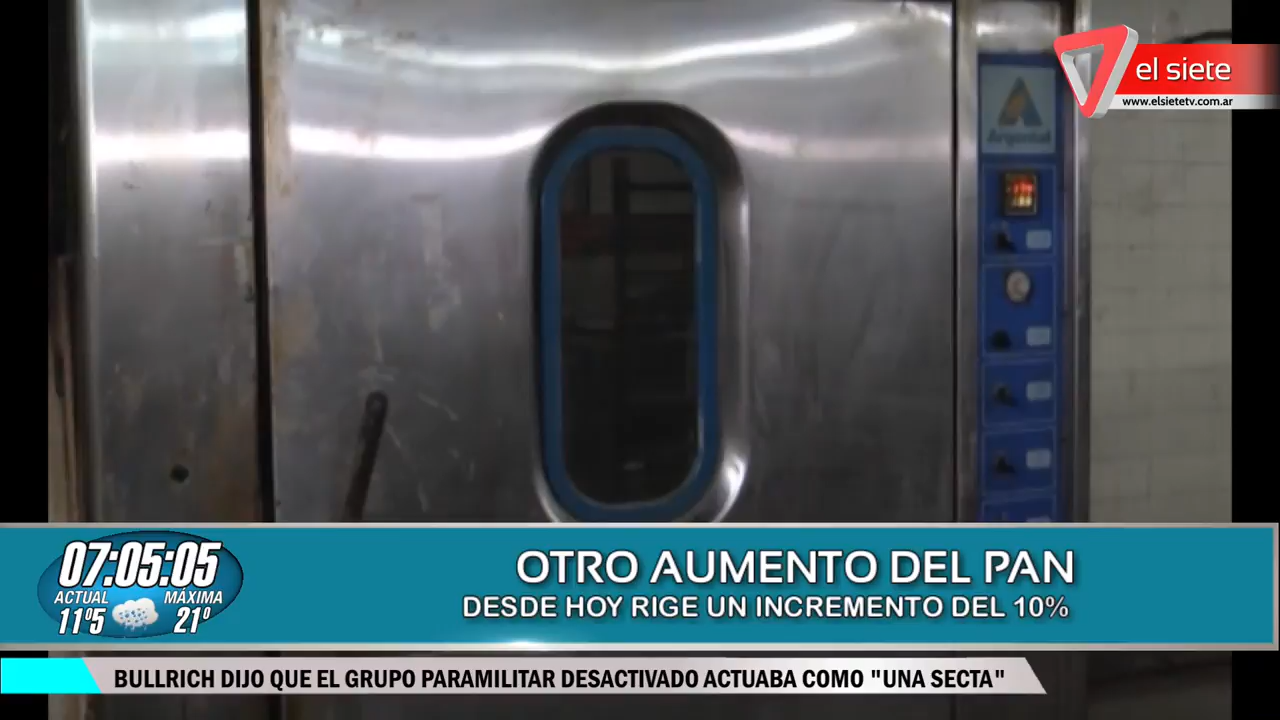 el siete
www.elsietetv.com.ar
Argental
OTRO AUMENTO DEL PAN
DESDE HOY RIGE UN INCREMENTO DEL 10%
07:05:05
ACTUAL MÁXIMA
11º5 21º
BULLRICH DIJO QUE EL GRUPO PARAMILITAR DESACTIVADO ACTUABA COMO "UNA SECTA"